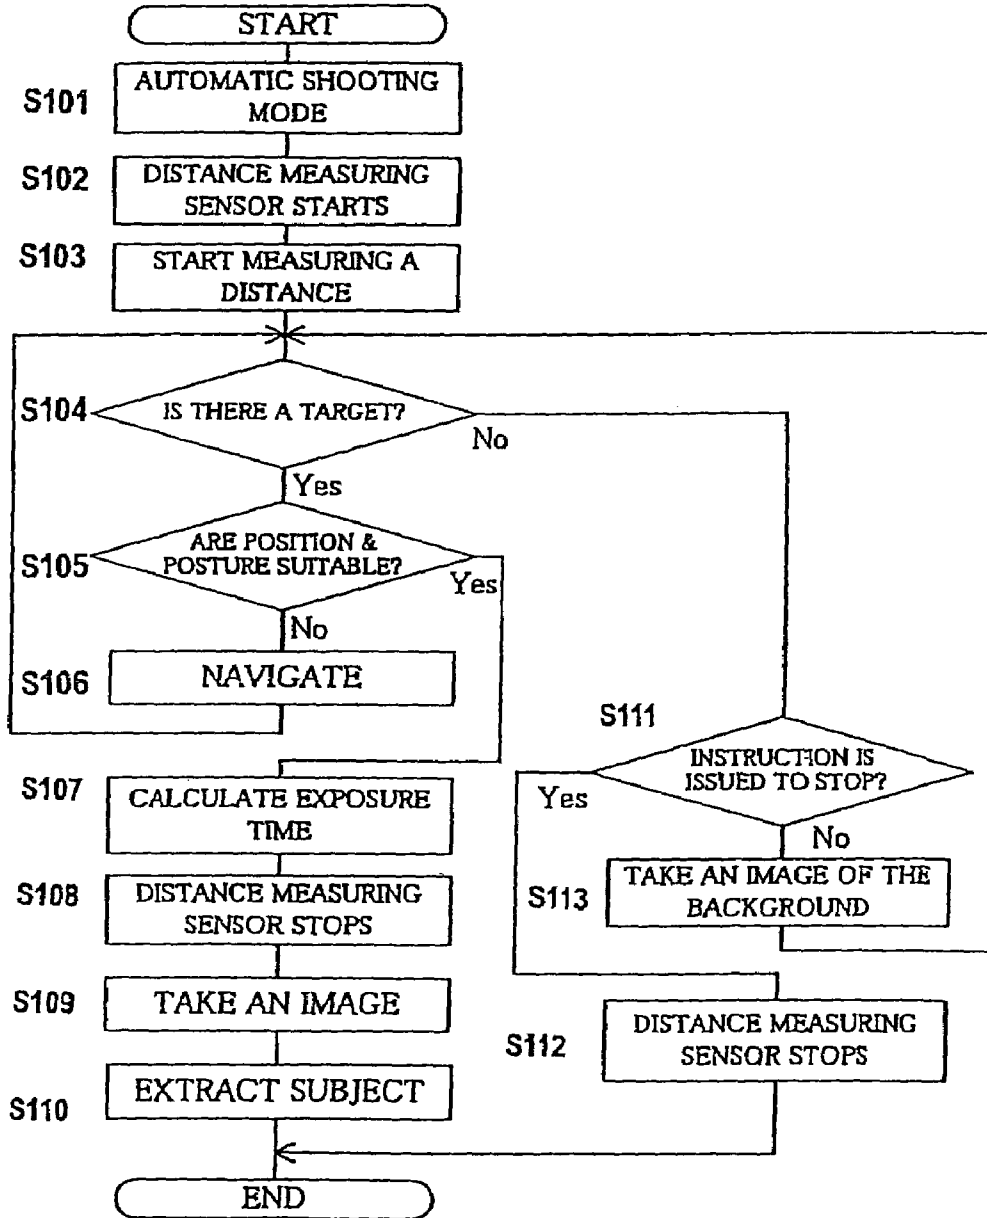 START
S101
AUTOMATIC SHOOTING
MODE
S102
DISTANCE MEASURING
SENSOR STARTS
S103
START MEASURING A
DISTANCE
S104
IS THERE A TARGET?
No
Yes
S105
ARE POSITION &
POSTURE SUITABLE?
Yes
No
S106
NAVIGATE
S111
INSTRUCTION IS
ISSUED TO STOP?
Yes
No
S107
CALCULATE EXPOSURE
TIME
S113
TAKE AN IMAGE OF THE
BACKGROUND
S108
DISTANCE MEASURING
SENSOR STOPS
S109
TAKE AN IMAGE
S112
DISTANCE MEASURING
SENSOR STOPS
S110
EXTRACT SUBJECT
END